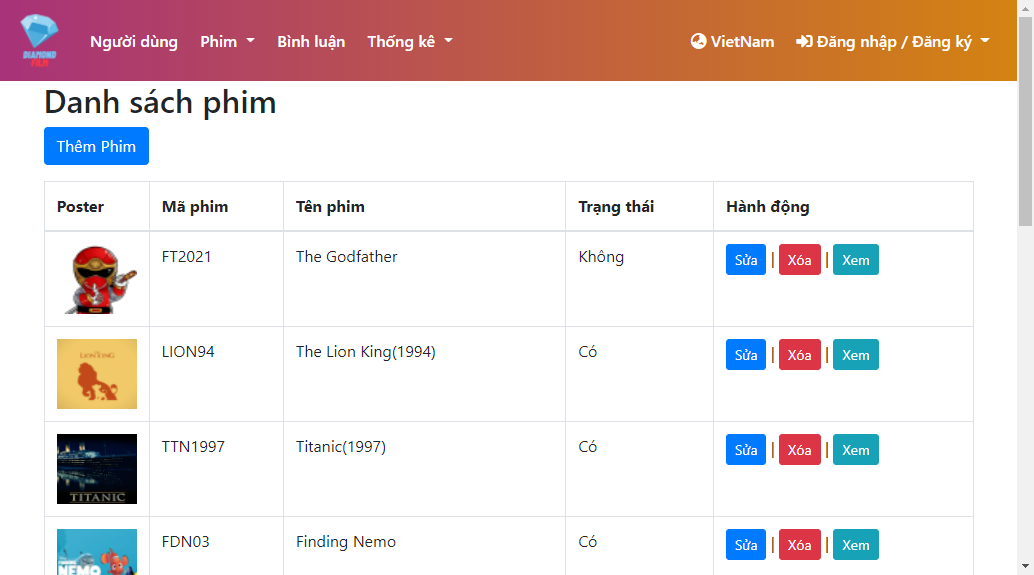 DIAMOND
FILM
Người dùng Phim Bình luận Thống kê VietNam Đăng nhập / Đăng ký
Danh sách phim
Thêm Phim
Poster Mã phim Tên phim Trạng thái Hành động
FT2021 The Godfather Không Sửa | Xóa | Xem
LION94 The Lion King(1994) Có Sửa | Xóa | Xem
LION KING
TTN1997 Titanic(1997) Có Sửa | Xóa | Xem
TITANIC
FDN03 Finding Nemo Có Sửa | Xóa | Xem
NEMO